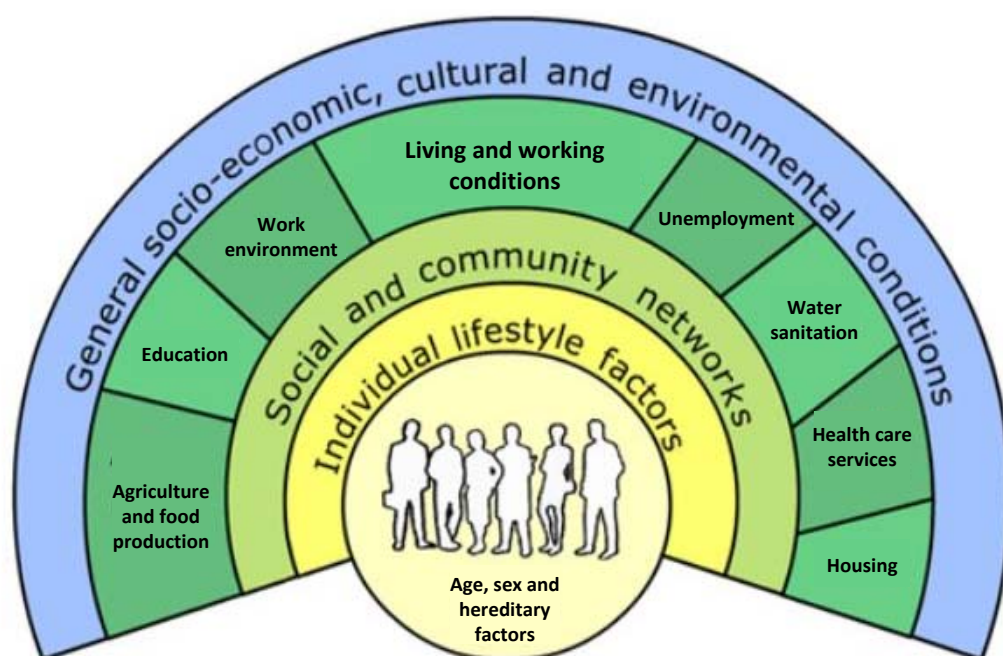 General socio-economic, cultural and environmental conditions
Living and working
conditions
Work
environment
Unemployment
Education
Water
sanitation
Agriculture
and food
production
Health care
services
Housing
Social and community networks
Individual lifestyle factors
Age, sex and
hereditary
factors